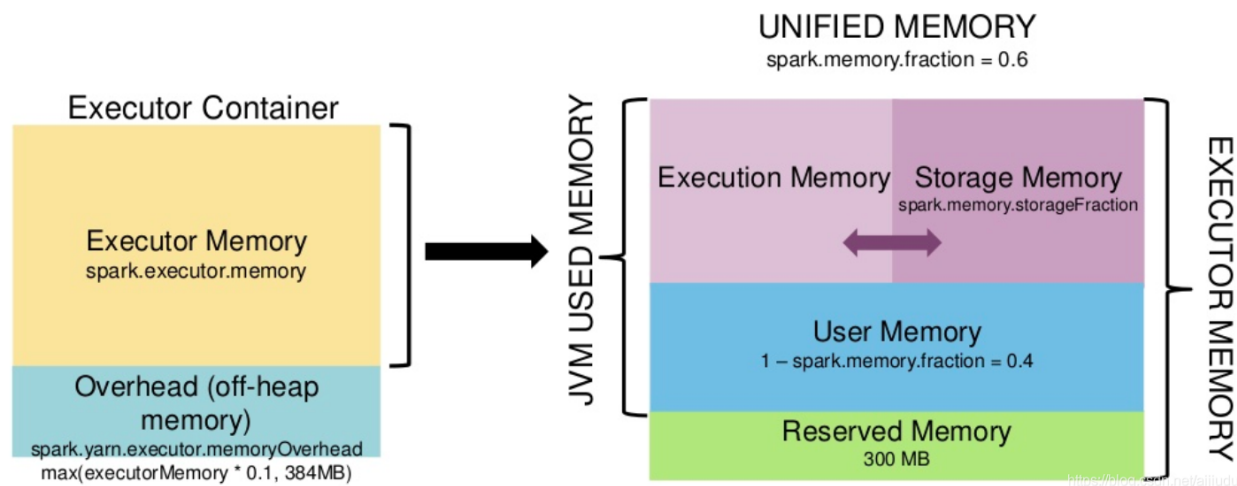 UNIFIED MEMORY
spark.memory.fraction = 0.6
Executor Container
Executor Memory
spark.executor.memory
Overhead (off-heap
memory)
spark.yarn.executor.memoryOverhead
max(executorMemory * 0.1, 384MB)
JVM USED MEMORY
Execution Memory
Storage Memory
spark.memory.storageFraction
User Memory
1 – spark.memory.fraction = 0.4
Reserved Memory
300 MB
EXECUTOR MEMORY